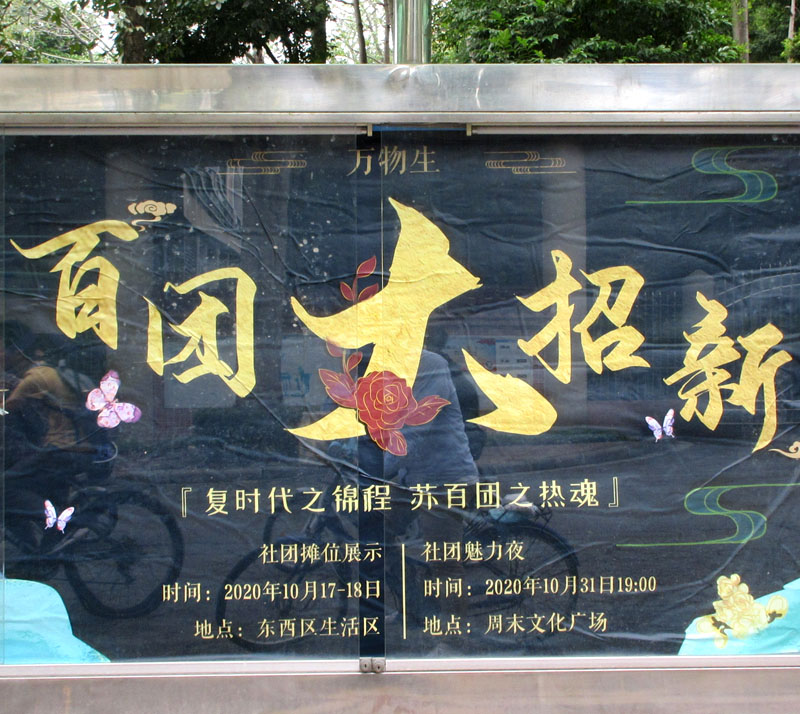 万物生
百团大招新
『复时代之锦程 苏百团之热魂』
社团摊位展示
时间：2020年10月17-18日
地点：东西区生活区
社团魅力夜
时间：2020年10月31日19:00
地点：周末文化广场